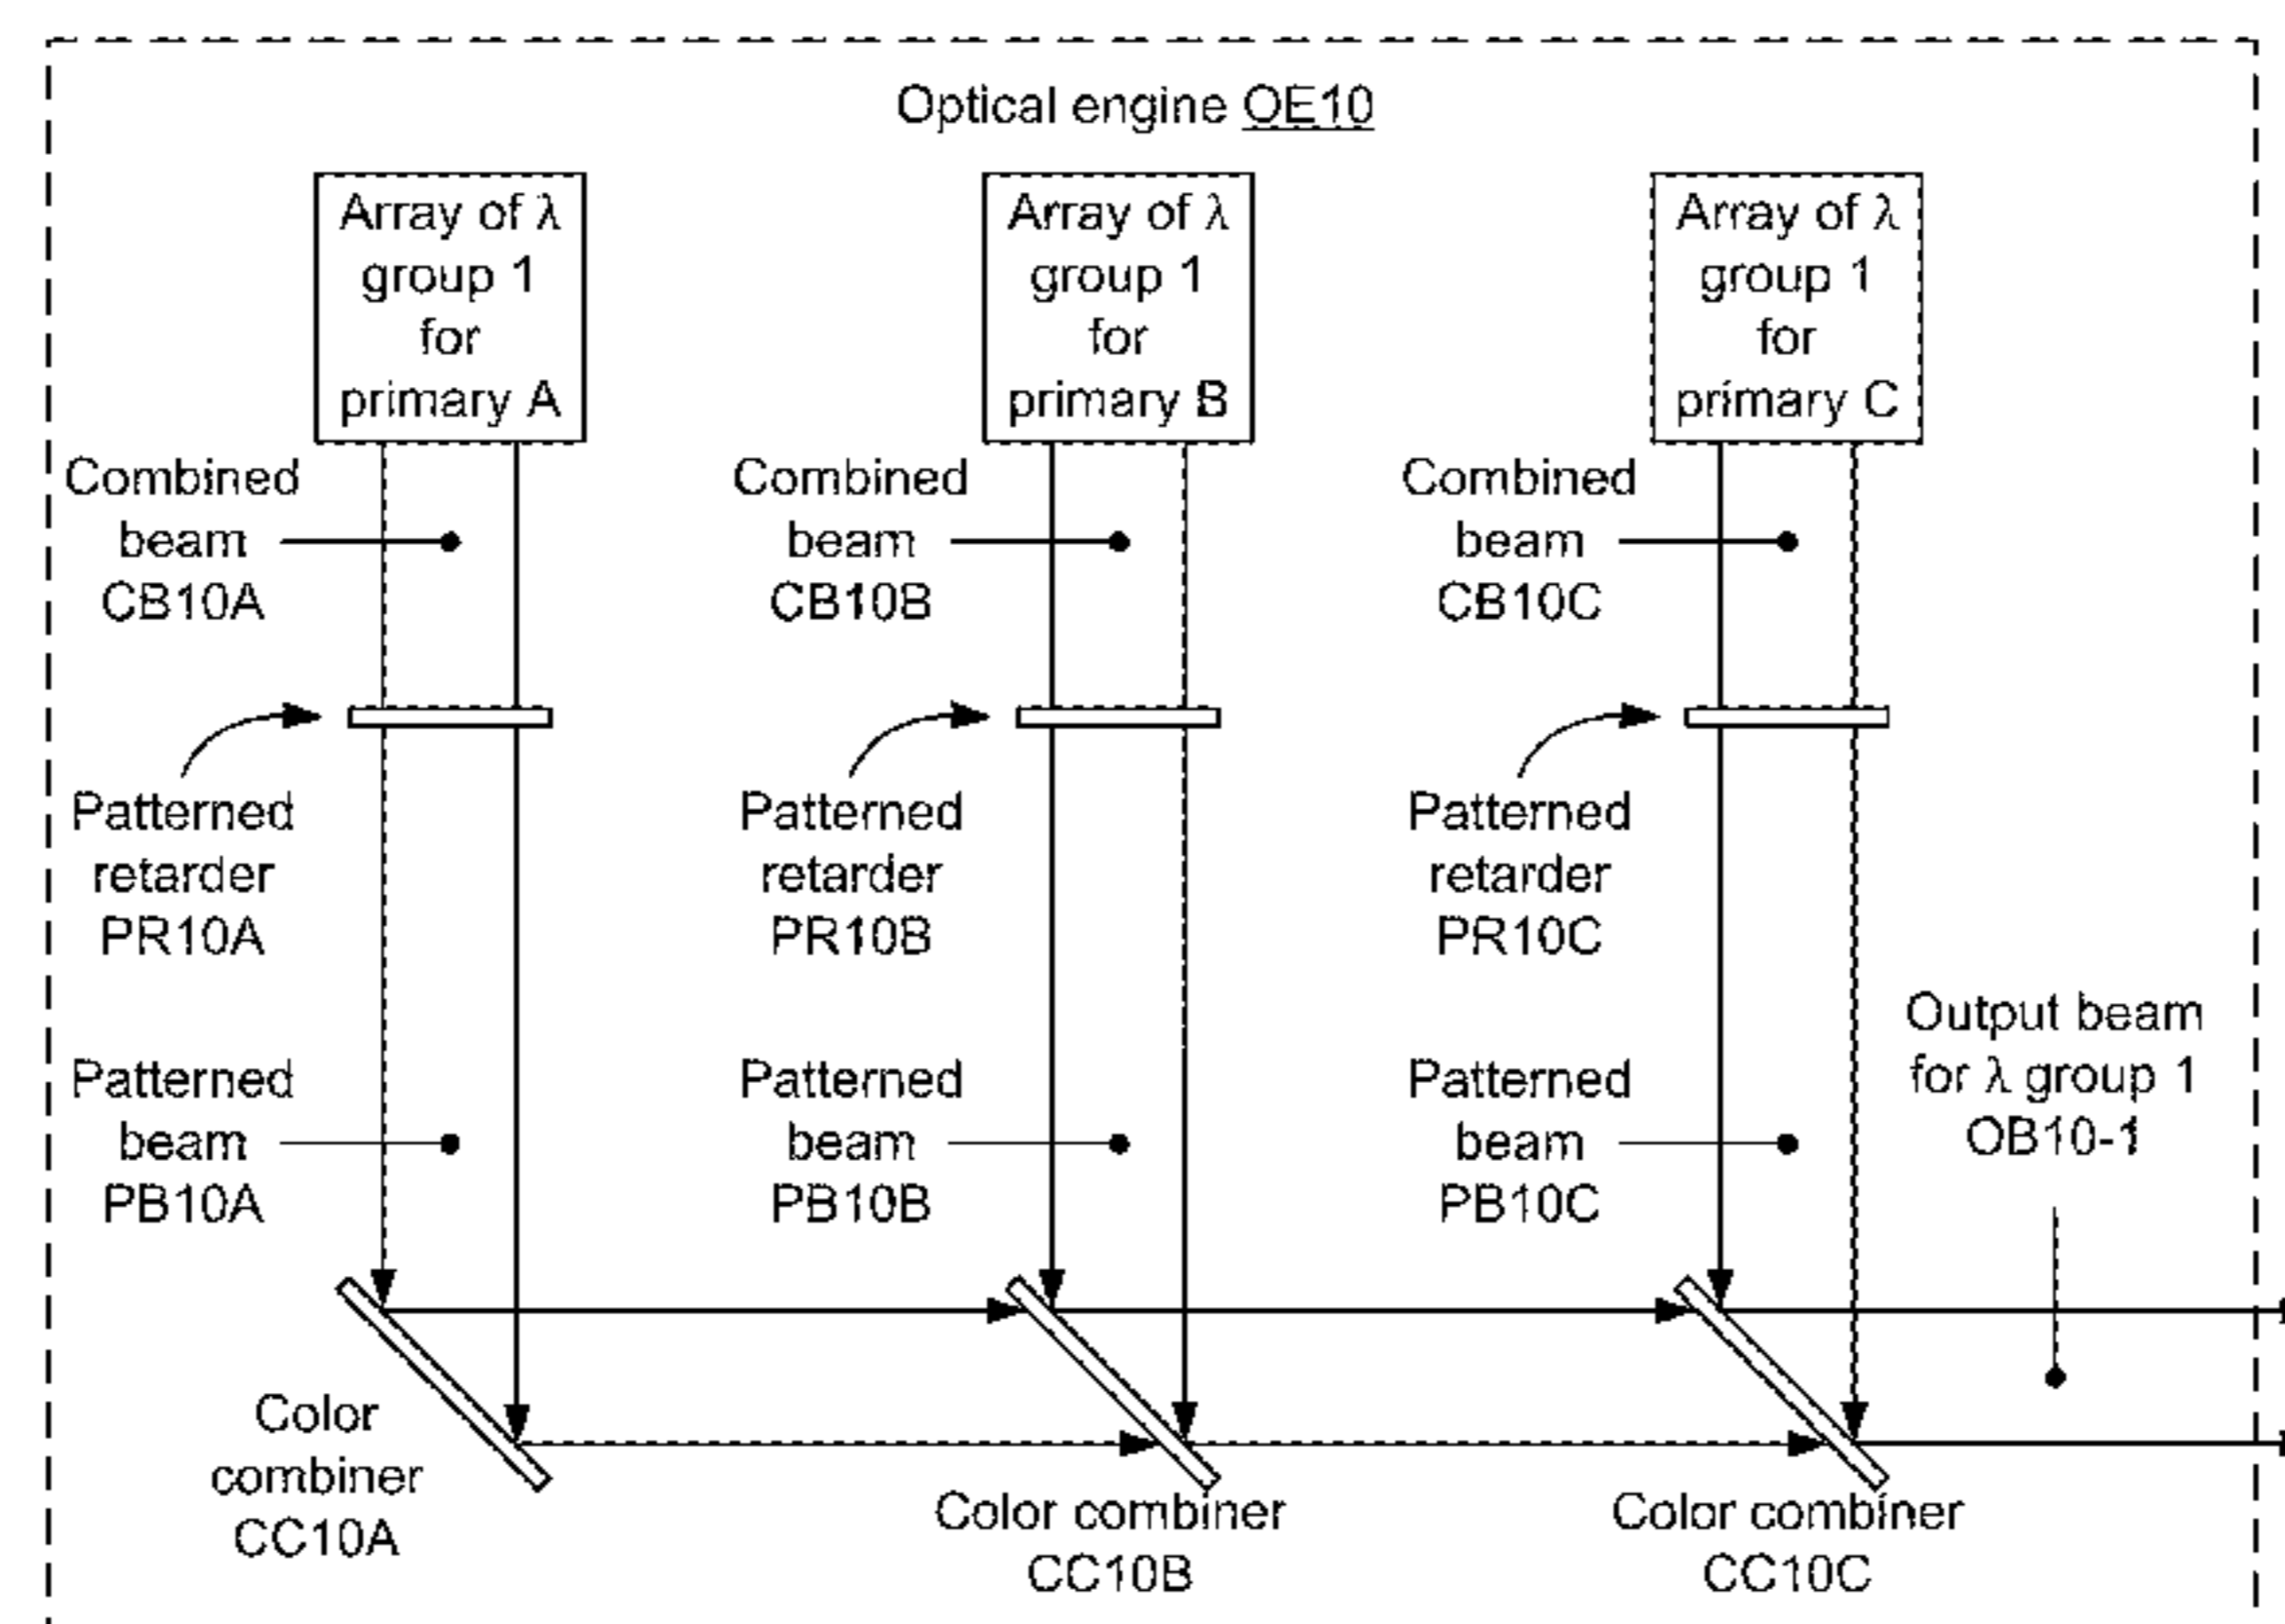 Optical engine OE10
Array of λ
group 1
for
primary A
Array of λ
group 1
for
primary B
Array of λ
group 1
for
primary C
Combined
beam
CB10A
Combined
beam
CB10B
Combined
beam
CB10C
Patterned
retarder
PR10A
Patterned
retarder
PR10B
Patterned
retarder
PR10C
Patterned
beam
PB10A
Patterned
beam
PB10B
Patterned
beam
PB10C
Output beam
for λ group 1
OB10-1
Color
combiner
CC10A
Color combiner
CC10B
Color combiner
CC10C